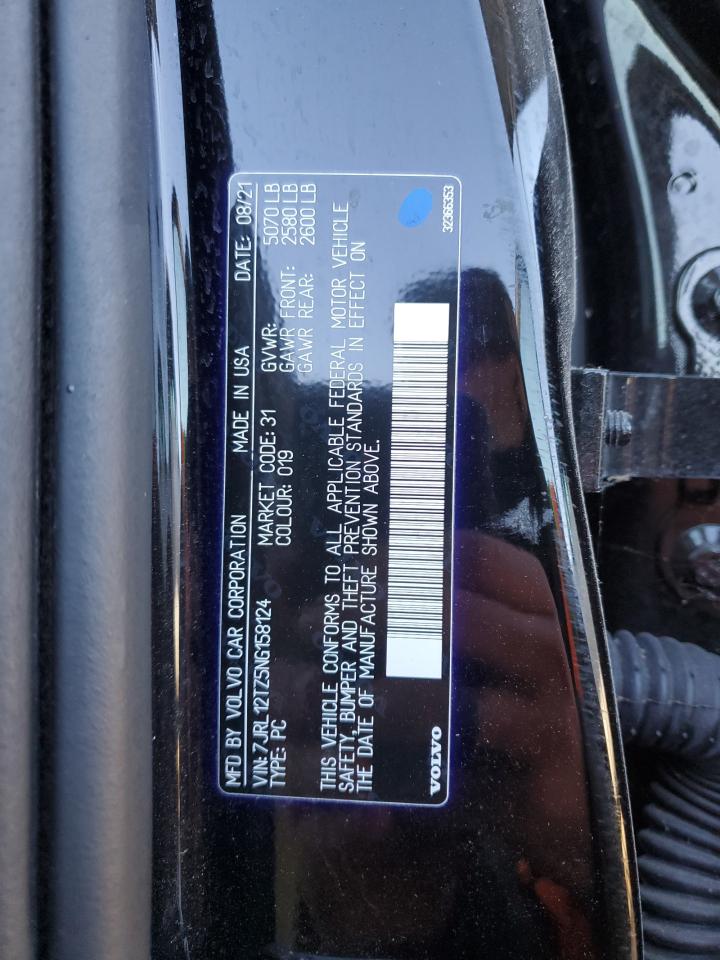 MFD BY VOLVO CAR CORPORATION MADE IN USA DATE: 08/21
VIN: 7JRL12TZ5NG158124 MARKET CODE: 31 GVWR: 5070 LB
TYPE: PC COLOUR: 019 GAWR FRONT: 2580 LB
GAWR REAR: 2600 LB
THIS VEHICLE CONFORMS TO ALL APPLICABLE FEDERAL MOTOR VEHICLE
SAFETY, BUMPER AND THEFT PREVENTION STANDARDS IN EFFECT ON
THE DATE OF MANUFACTURE SHOWN ABOVE.
VOLVO 32366353